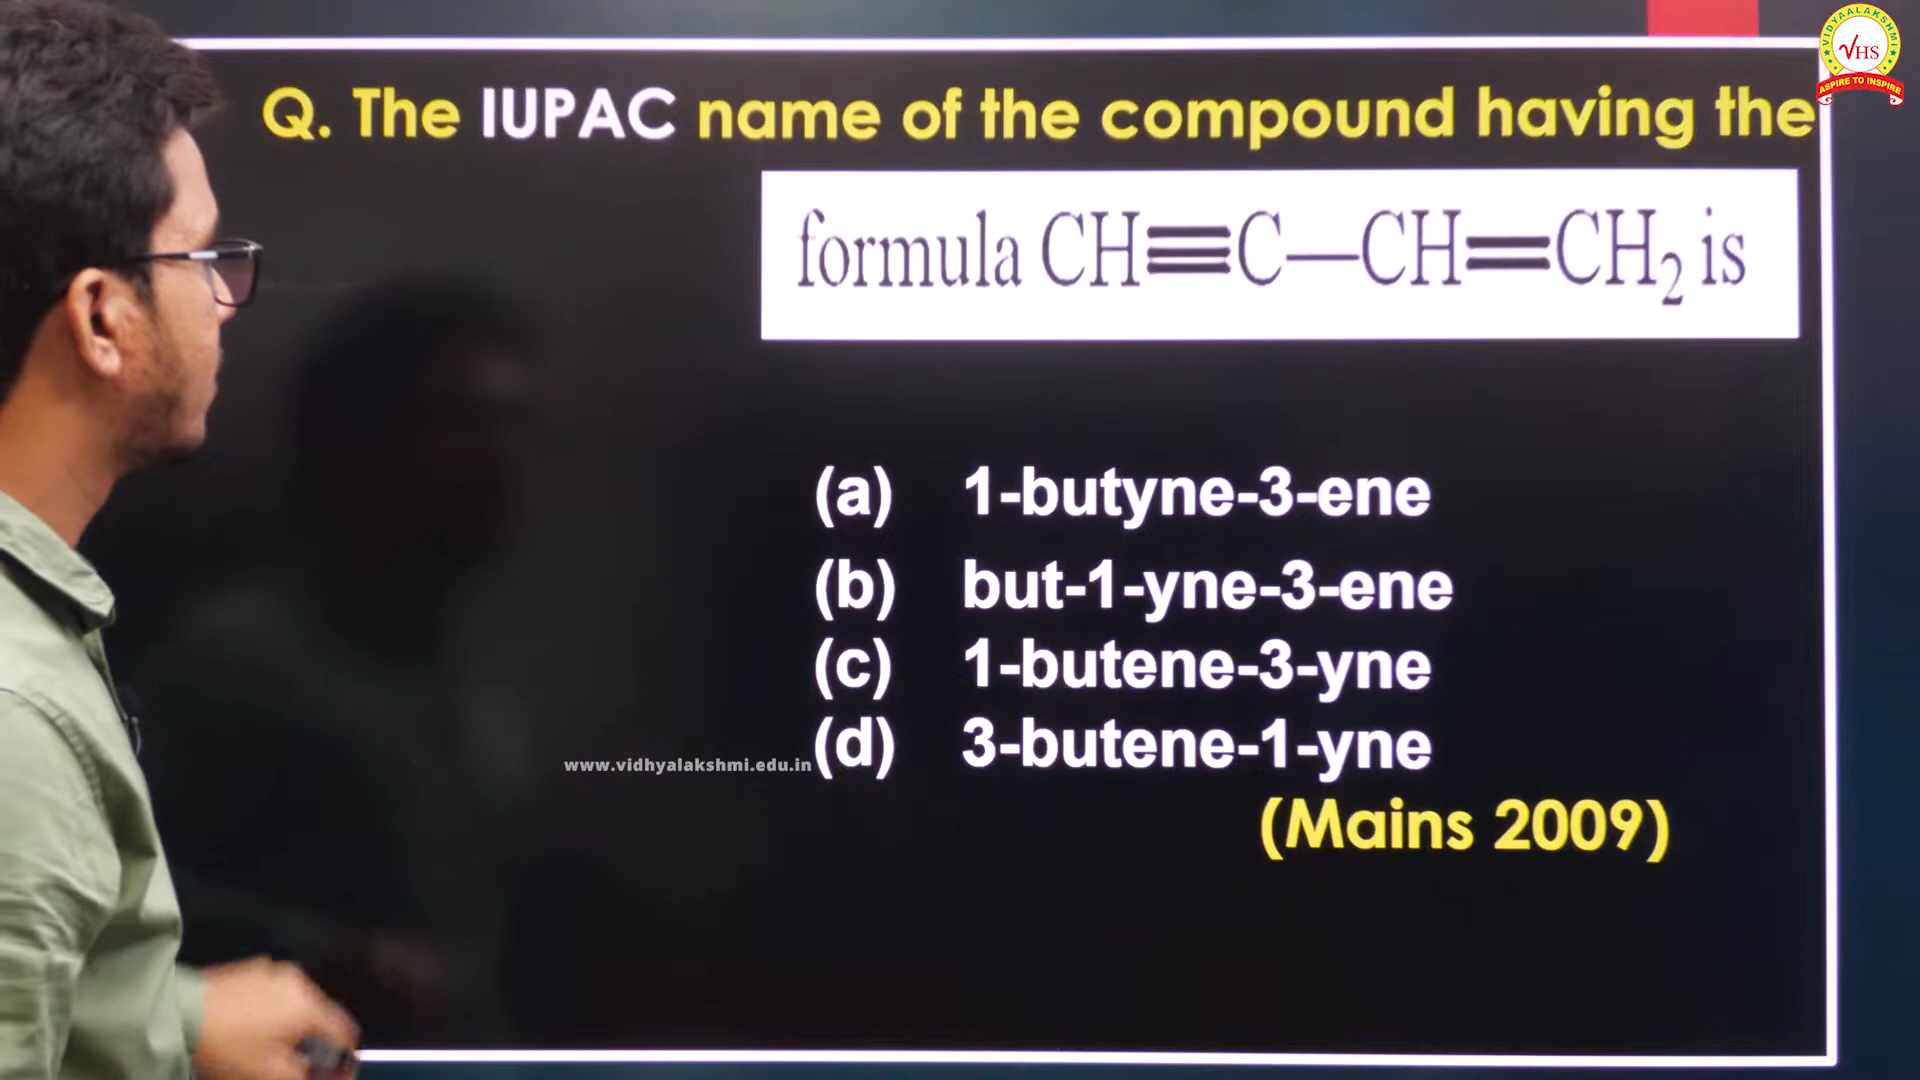 VIDYAALAKSHMI
√HS
ASPIRE TO INSPIRE
Q. The IUPAC name of the compound having the
formula CH≡C—CH=CH₂ is
(a) 1-butyne-3-ene
(b) but-1-yne-3-ene
(c) 1-butene-3-yne
(d) 3-butene-1-yne
www.vidhyalakshmi.edu.in
(Mains 2009)